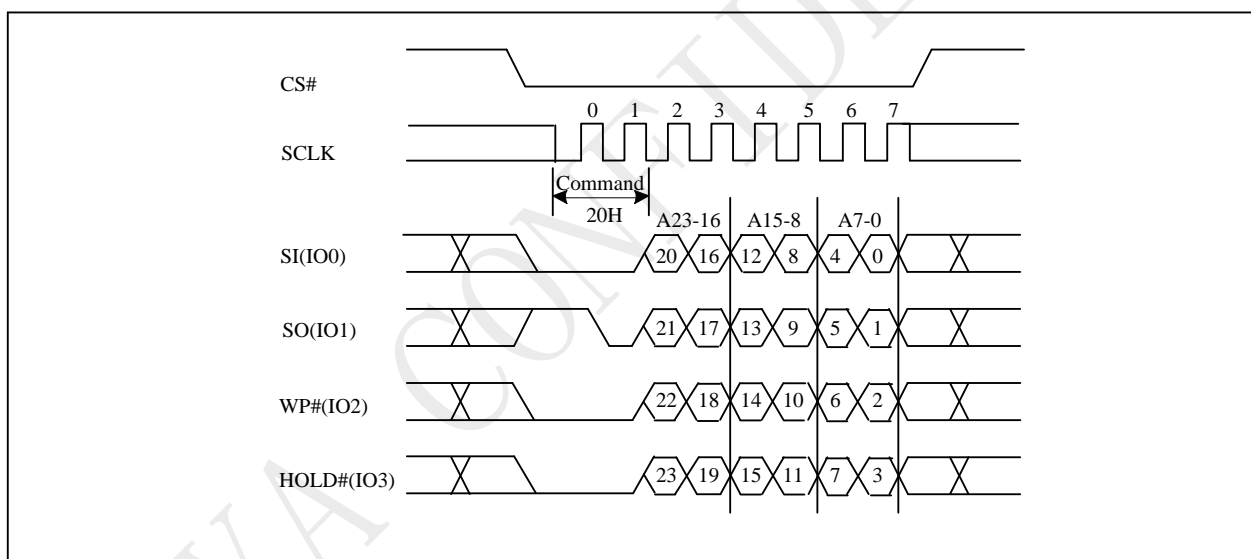 CS#
0 1 2 3 4 5 6 7
SCLK
Command
20H
A23-16 A15-8 A7-0
SI(IO0) 20 16 12 8 4 0
SO(IO1) 21 17 13 9 5 1
WP#(IO2) 22 18 14 10 6 2
HOLD#(IO3) 23 19 15 11 7 3